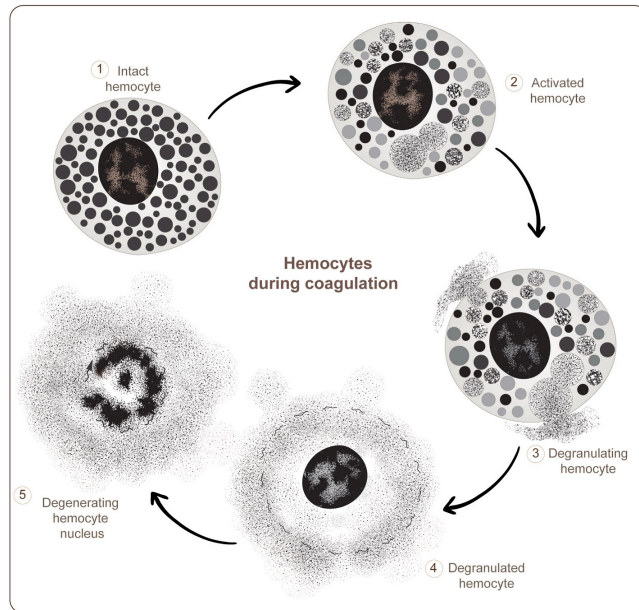 Hemocytes
during coagulation
1 Intact
hemocyte
2 Activated
hemocyte
3 Degranulating
hemocyte
4 Degranulated
hemocyte
5 Degenerating
hemocyte
nucleus